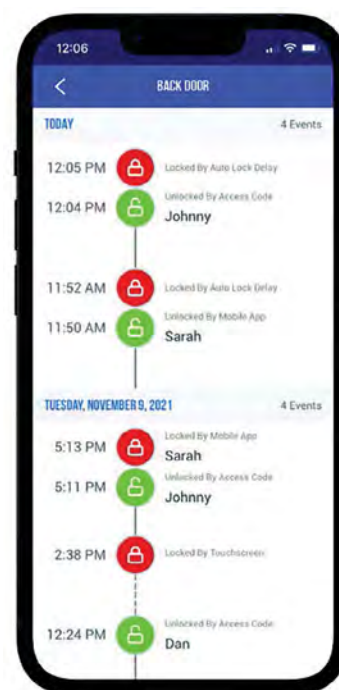 12:06
BACK DOOR
TODAY
4 Events
12:05 PM
Locked By Auto Lock Delay
12:04 PM
Unlocked By Access Code
Johnny
11:52 AM
Locked By Auto Lock Delay
11:50 AM
Unlocked By Mobile App
Sarah
TUESDAY, NOVEMBER 9, 2021
4 Events
5:13 PM
Locked By Mobile App
Sarah
5:11 PM
Unlocked By Access Code
Johnny
2:38 PM
Locked By Touchscreen
12:24 PM
Unlocked By Access Code
Dan